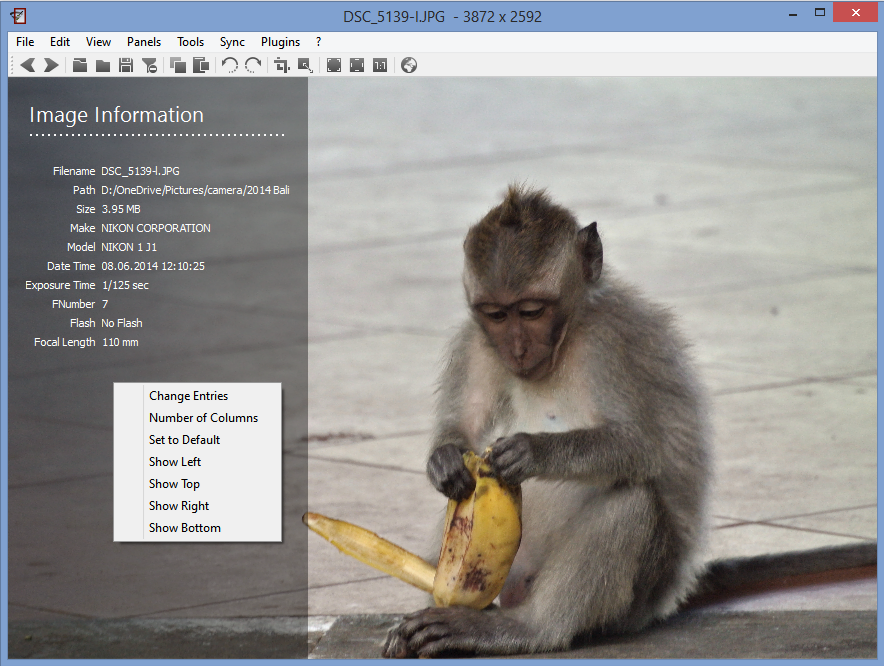 DSC_5139-l.JPG - 3872 x 2592
File Edit View Panels Tools Sync Plugins ?
1:1
Image Information
Filename DSC_5139-l.JPG
Path D:/OneDrive/Pictures/camera/2014 Bali
Size 3.95 MB
Make NIKON CORPORATION
Model NIKON 1 J1
Date Time 08.06.2014 12:10:25
Exposure Time 1/125 sec
FNumber 7
Flash No Flash
Focal Length 110 mm
Change Entries
Number of Columns
Set to Default
Show Left
Show Top
Show Right
Show Bottom